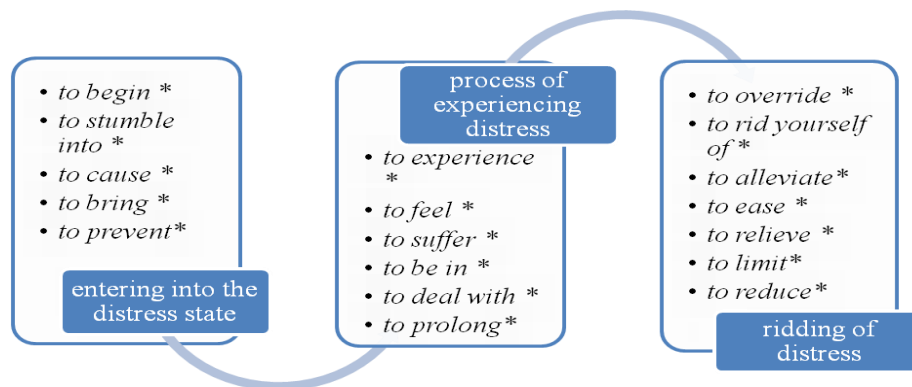 • to begin *
• to stumble
into *
• to cause *
• to bring *
• to prevent*
entering into the
distress state
process of
experiencing
distress
• to experience
*
• to feel *
• to suffer *
• to be in *
• to deal with *
• to prolong*
• to override *
• to rid yourself
of *
• to alleviate*
• to ease *
• to relieve *
• to limit*
• to reduce*
ridding of
distress